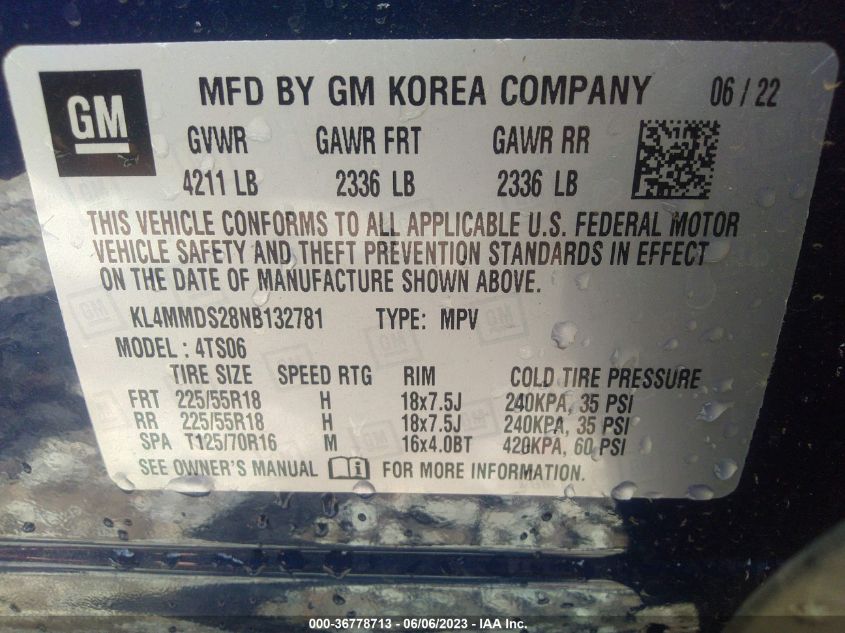 GM
MFD BY GM KOREA COMPANY 06 / 22
GVWR GAWR FRT GAWR RR
4211 LB 2336 LB 2336 LB
THIS VEHICLE CONFORMS TO ALL APPLICABLE U.S. FEDERAL MOTOR
VEHICLE SAFETY AND THEFT PREVENTION STANDARDS IN EFFECT
ON THE DATE OF MANUFACTURE SHOWN ABOVE.
KL4MMDS28NB132781 TYPE: MPV
MODEL : 4TS06
TIRE SIZE SPEED RTG RIM COLD TIRE PRESSURE
FRT 225/55R18 H 18x7.5J 240KPA, 35 PSI
RR 225/55R18 H 18x7.5J 240KPA, 35 PSI
SPA T125/70R16 M 16x4.0BT 420KPA, 60 PSI
SEE OWNER'S MANUAL FOR MORE INFORMATION.
000-36778713 - 06/06/2023 - IAA Inc.